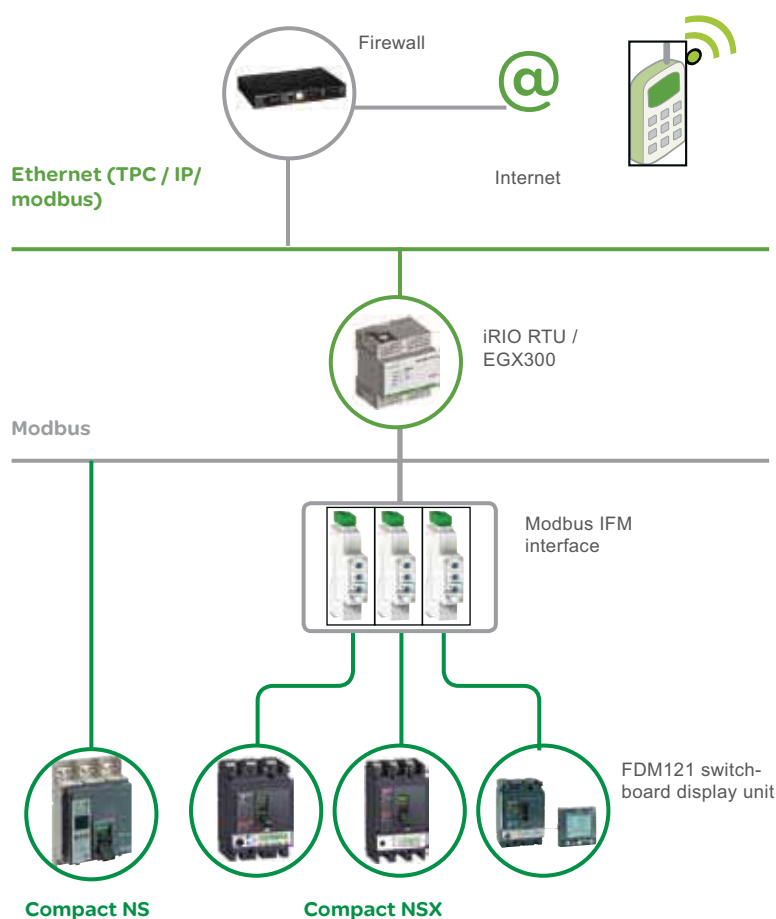 Firewall
@
Internet
Ethernet (TPC / IP/
modbus)
iRIO RTU /
EGX300
Modbus
Modbus IFM
interface
FDM121 switch-
board display unit
Compact NS
Compact NSX